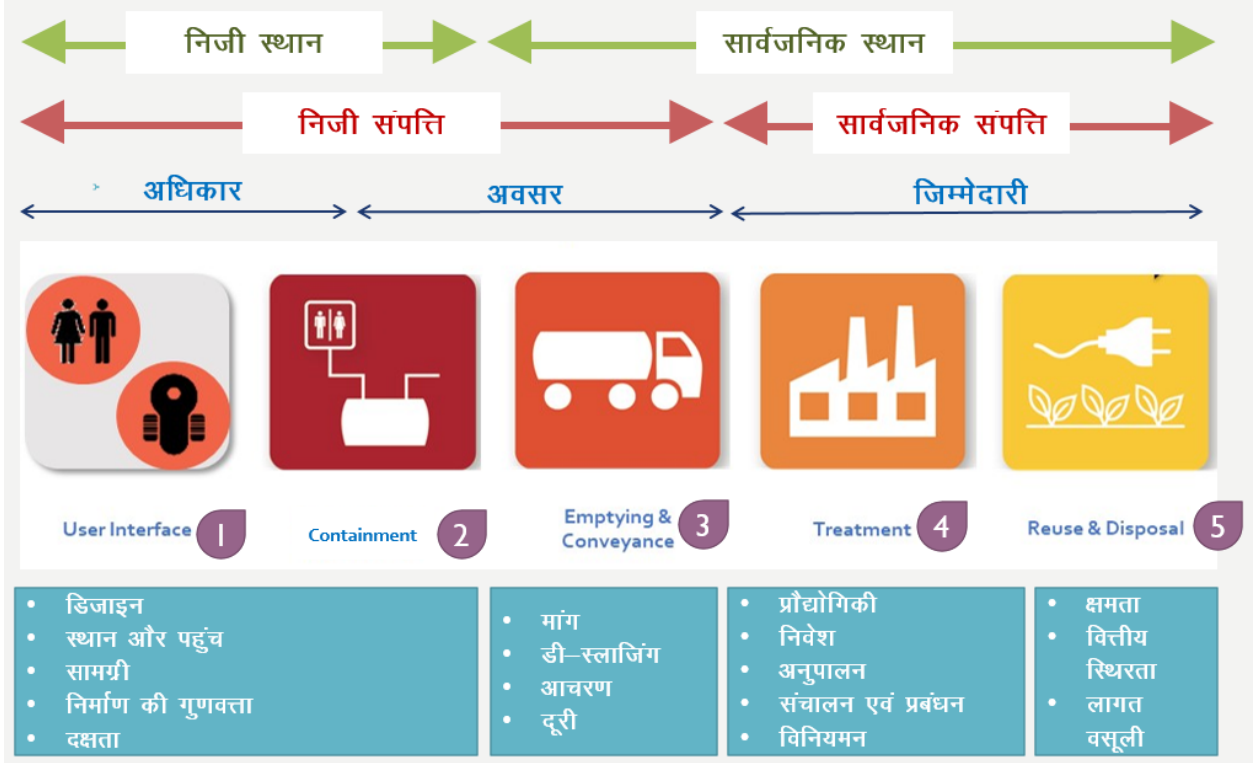 निजी स्थान
सार्वजनिक स्थान
निजी संपत्ति
सार्वजनिक संपत्ति
अधिकार
अवसर
जिम्मेदारी
User Interface
1
Containment
2
Emptying &
Conveyance
3
Treatment
4
Reuse & Disposal
5
• डिजाइन
• स्थान और पहुंच
• सामग्री
• निर्माण की गुणवत्ता
• दक्षता
• मांग
• डी–स्लाजिंग
• आचरण
• दूरी
• प्रौद्योगिकी
• निवेश
• अनुपालन
• संचालन एवं प्रबंधन
• विनियमन
• क्षमता
• वित्तीय
स्थिरता
• लागत
वसूली